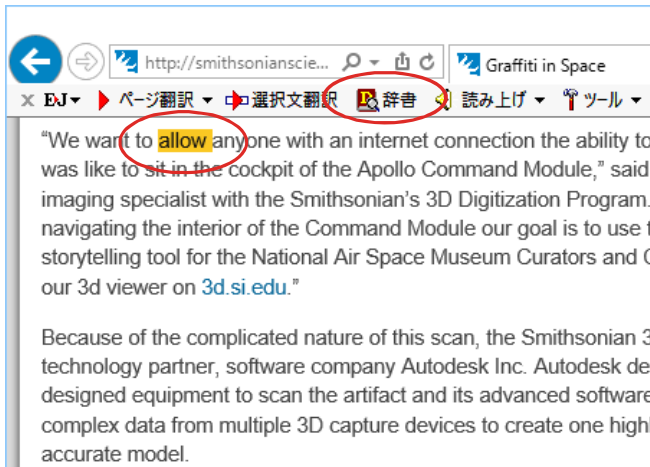 http://smithsonianscie...
Graffiti in Space
EJ ページ翻訳 選択文翻訳 辞書 読み上げ ツール
“We want to allow anyone with an internet connection the ability to
was like to sit in the cockpit of the Apollo Command Module,” said
imaging specialist with the Smithsonian’s 3D Digitization Program.
navigating the interior of the Command Module our goal is to use t
storytelling tool for the National Air Space Museum Curators and C
our 3d viewer on 3d.si.edu.”
Because of the complicated nature of this scan, the Smithsonian 3
technology partner, software company Autodesk Inc. Autodesk de
designed equipment to scan the artifact and its advanced software
complex data from multiple 3D capture devices to create one highl
accurate model.